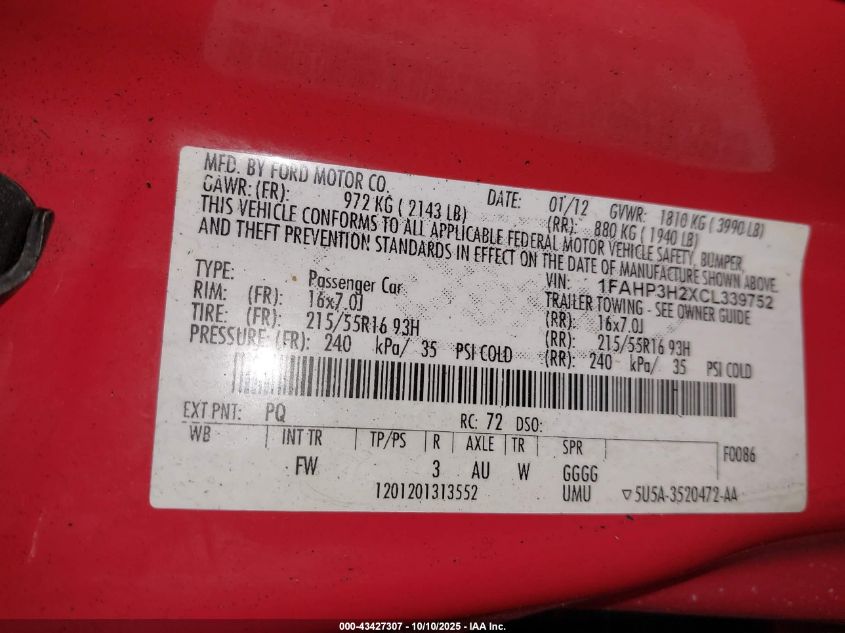 MFD. BY FORD MOTOR CO. DATE: 01/12 GVWR: 1810 KG ( 3990 LB)
GAWR: (FR): 972 KG ( 2143 LB) (RR): 880 KG ( 1940 LB)
THIS VEHICLE CONFORMS TO ALL APPLICABLE FEDERAL MOTOR VEHICLE SAFETY, BUMPER,
AND THEFT PREVENTION STANDARDS IN EFFECT ON THE DATE OF MANUFACTURE SHOWN ABOVE.
VIN: 1FAHP3H2XCL339752
TYPE: Passenger Car TRAILER TOWING - SEE OWNER GUIDE
RIM: (FR): 16x7.0J (RR): 16x7.0J
TIRE: (FR): 215/55R16 93H (RR): 215/55R16 93H
PRESSURE: (FR): 240 kPa/ 35 PSI COLD (RR): 240 kPa/ 35 PSI COLD
EXT PNT: PQ RC: 72 DSO:
WB INT TR TP/PS R AXLE TR SPR F0086
FW 3 AU W GGGG
1201201313552 UMU ▽5U5A-3520472-AA
000-43427307 - 10/10/2025 - IAA Inc.